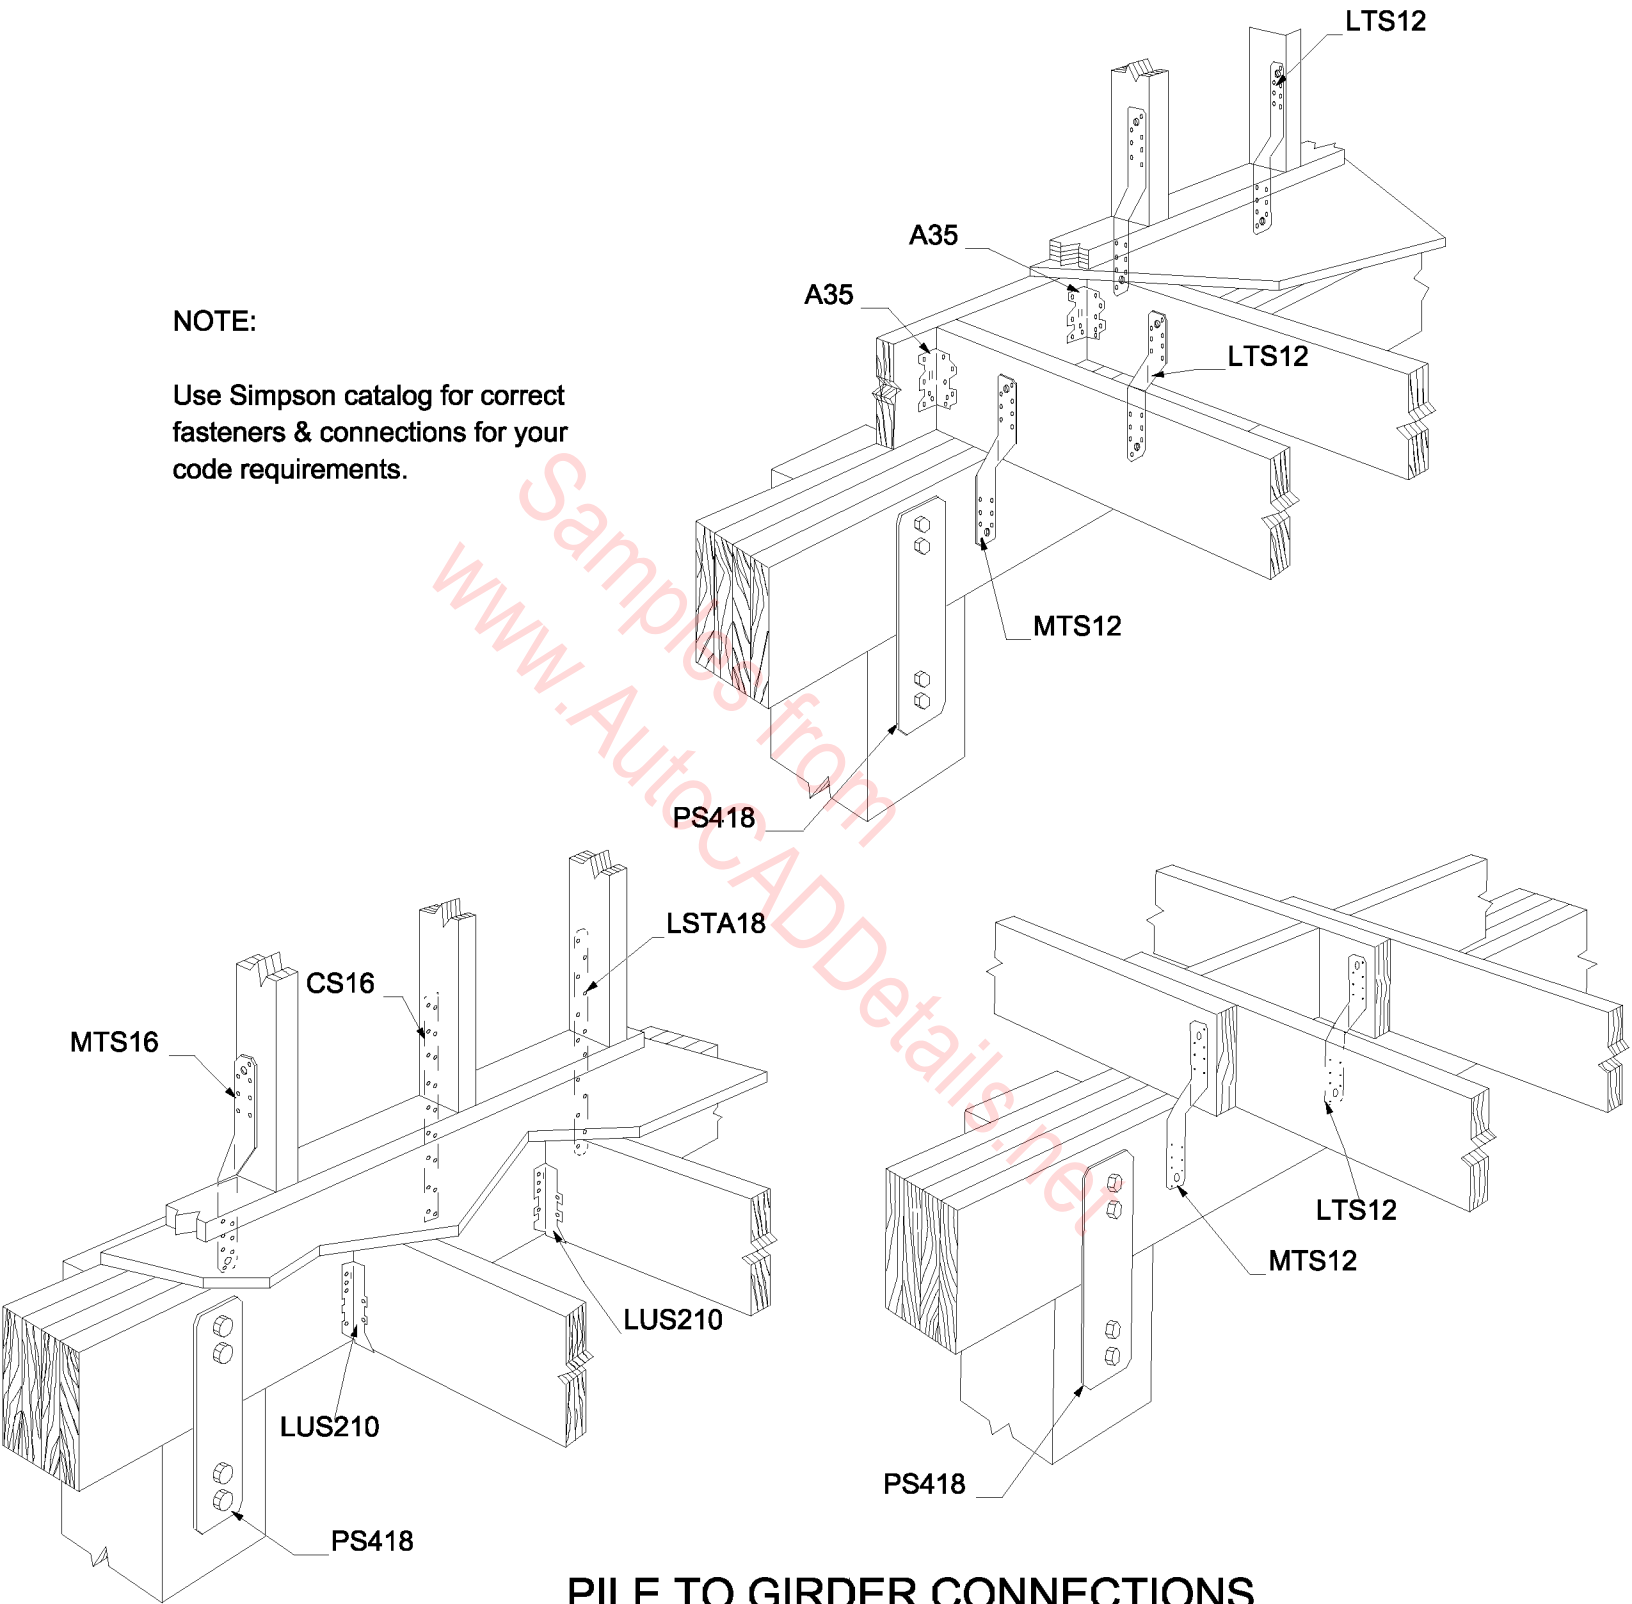 LTS12
A35
A35
NOTE:
LTS12
Use Simpson catalog for correct
fasteners & connections for your
code requirements.
MTS12
PS418
Samples from
www.AutoCADDetails.net
LSTA18
CS16
MTS16
LTS12
MTS12
LUS210
LUS210
PS418
PS418
PILE TO GIRDER CONNECTIONS